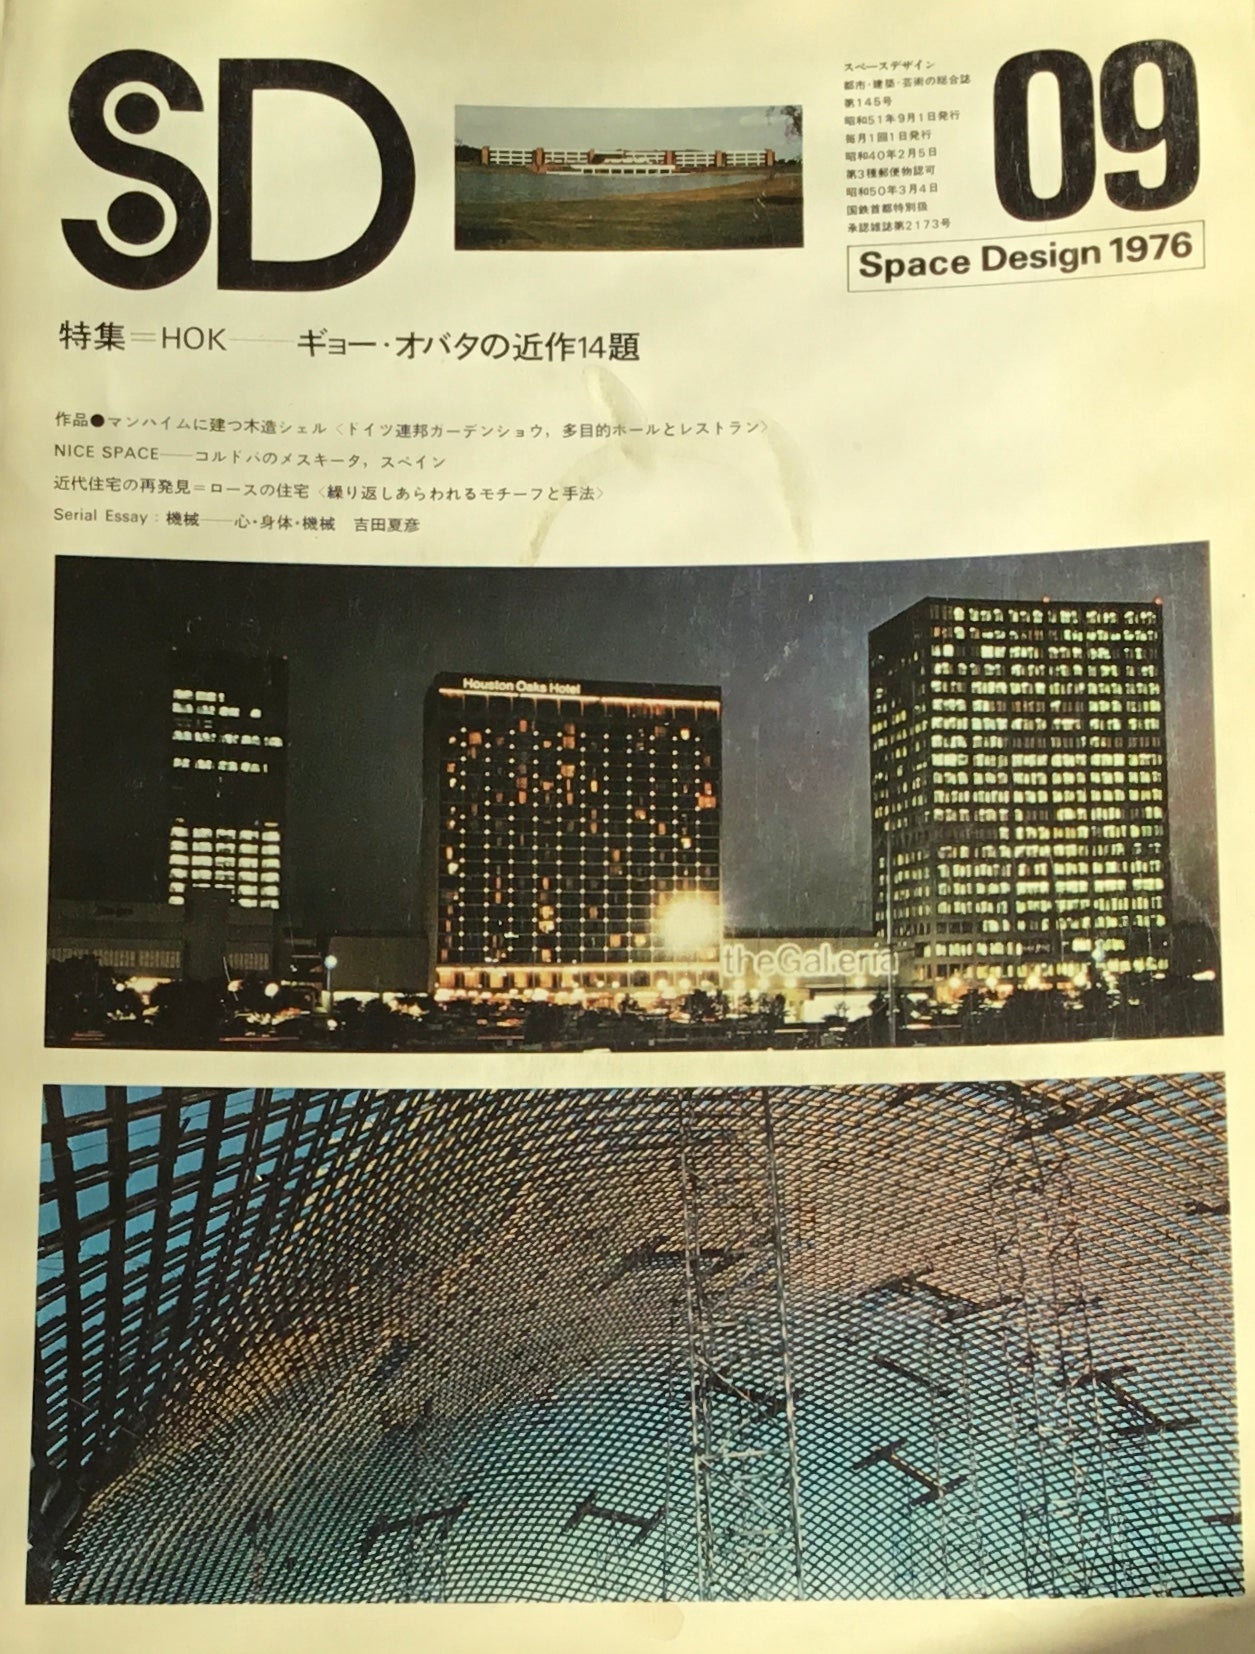 SD
スペースデザイン
都市・建築・芸術の総合誌
第145号
昭和51年9月1日発行
毎月1回1日発行
昭和40年2月5日
第3種郵便物認可
昭和50年3月4日
国鉄首都特別扱
承認雑誌第2173号
09
Space Design 1976
特集＝HOK――ギョー・オバタの近作14題
作品●マンハイムに建つ木造シェル〈ドイツ連邦ガーデンショウ，多目的ホールとレストラン〉
NICE SPACE――コルドバのメスキータ，スペイン
近代住宅の再発見＝ロースの住宅〈繰り返しあらわれるモチーフと手法〉
Serial Essay：機械――心・身体・機械　吉田夏彦
Houston Oaks Hotel
theGalleria